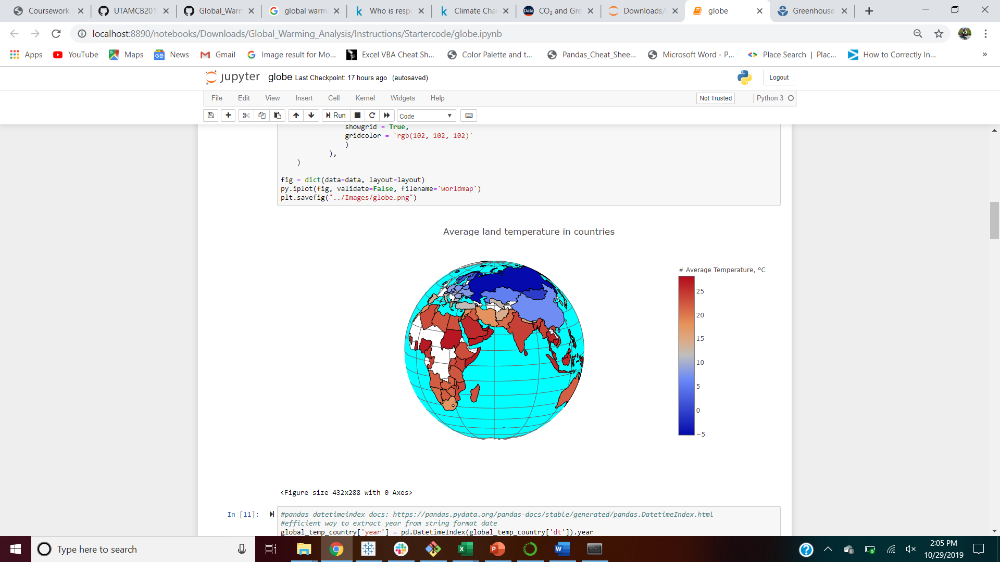 Coursework
UTAMCB201
Global_Warm
global warm
Who is resp
Climate Cha
CO₂ and Gre
Downloads/
globe
Greenhouse
localhost:8890/notebooks/Downloads/Global_Warming_Analysis/Instructions/Startercode/globe.ipynb
Apps
YouTube
Maps
News
Gmail
Image result for Mo...
Excel VBA Cheat Sh...
Color Palette and t...
Pandas_Cheat_Shee...
Microsoft Word - P...
Place Search | Plac...
How to Correctly In...
»
jupyter globe Last Checkpoint: 17 hours ago (autosaved)
Logout
File Edit View Insert Cell Kernel Widgets Help
Not Trusted
Python 3
Run
Code
showgrid = True,
gridcolor = 'rgb(102, 102, 102)'
)
),
)
fig = dict(data=data, layout=layout)
py.iplot(fig, validate=False, filename='worldmap')
plt.savefig("../Images/globe.png")
Average land temperature in countries
# Average Temperature, ºC
25
20
15
10
5
0
−5
<Figure size 432x288 with 0 Axes>
In [11]:
#pandas datetimeindex docs: https://pandas.pydata.org/pandas-docs/stable/generated/pandas.DatetimeIndex.html
#efficient way to extract year from string format date
global_temp_country['year'] = pd.DatetimeIndex(global_temp_country['dt']).year
Type here to search
2:05 PM
10/29/2019